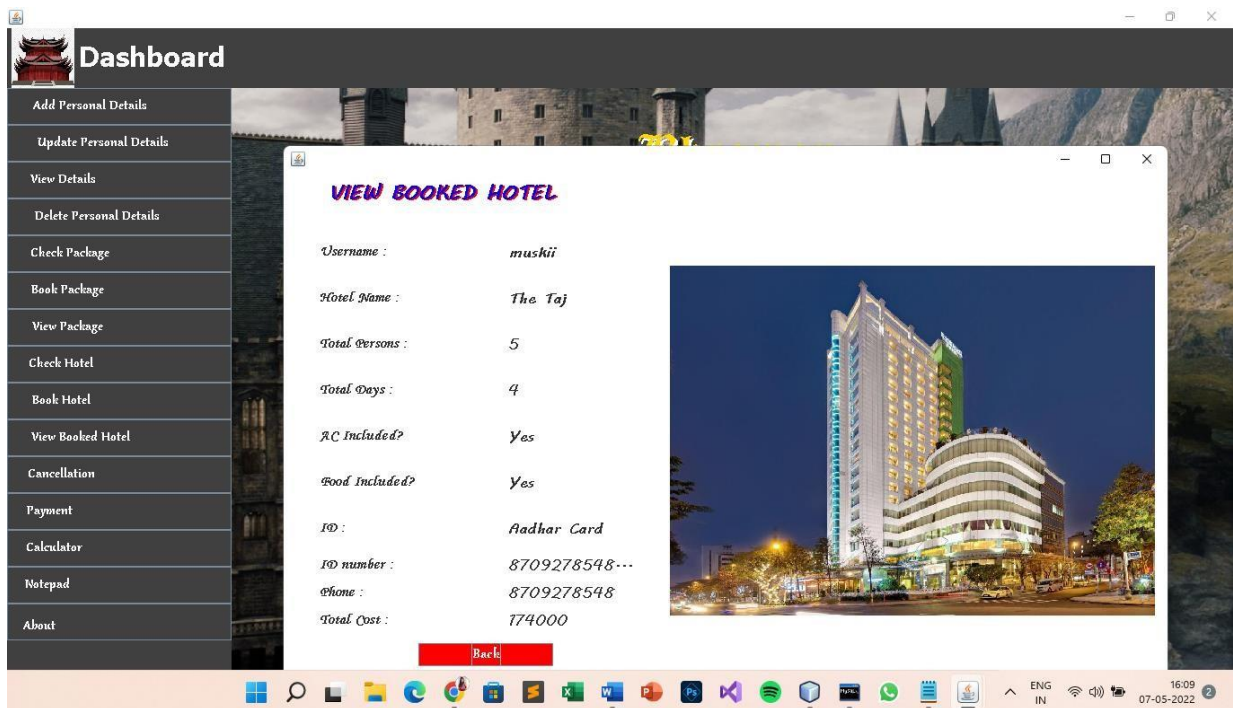 Dashboard
Add Personal Details
Update Personal Details
View Details
Delete Personal Details
Check Package
Book Package
View Package
Check Hotel
Book Hotel
View Booked Hotel
Cancellation
Payment
Calculator
Notepad
About
VIEW BOOKED HOTEL
Username : muskii
Hotel Name : The Taj
Total Persons : 5
Total Days : 4
AC Included? Yes
Food Included? Yes
ID : Aadhar Card
ID number : 8709278548...
Phone : 8709278548
Total Cost : 174000
Back
ENG
IN
16:09
07-05-2022
2